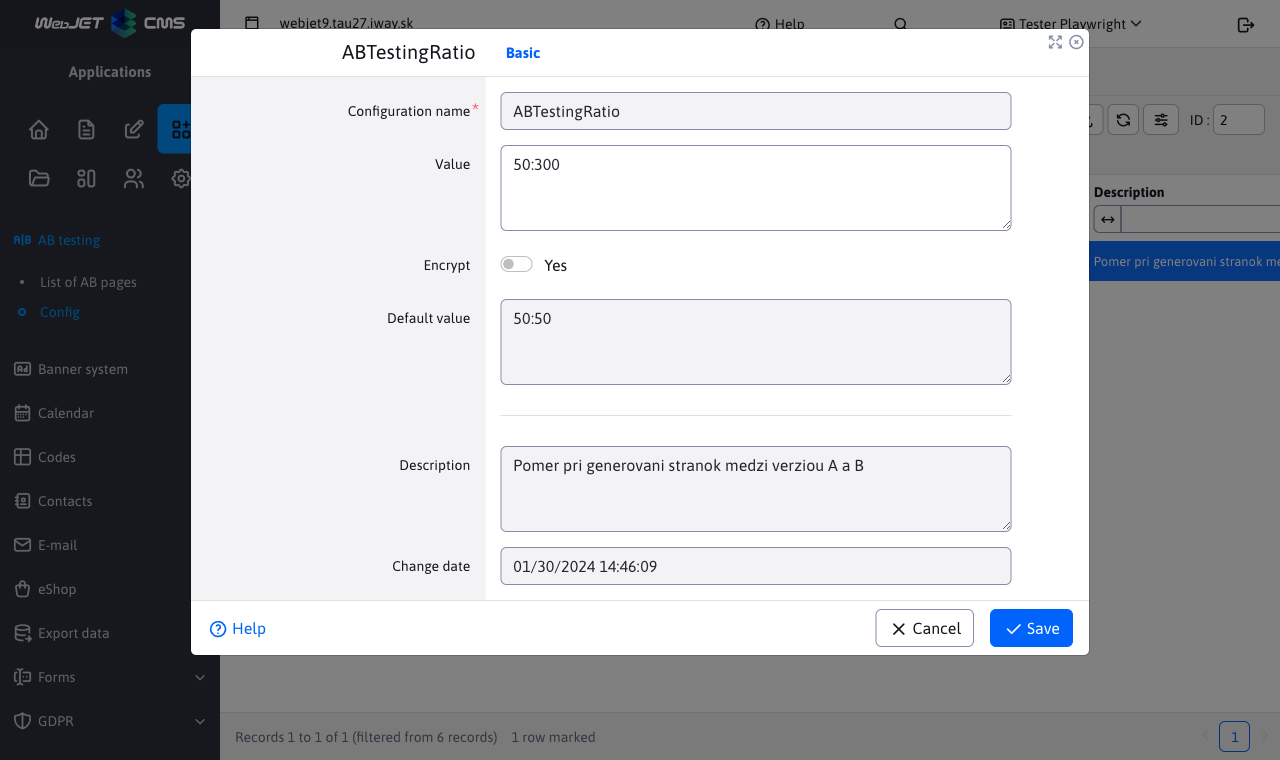 WebJET CMS
webjet9.tau27.iway.sk
Help
Tester Playwright
Applications
ABTestingRatio
Basic
Configuration name*
ABTestingRatio
ID :
2
Value
50:300
Description
AB testing
Encrypt
Yes
Pomer pri generovani stranok me
List of AB pages
Config
Default value
50:50
Banner system
Calendar
Codes
Description
Pomer pri generovani stranok medzi verziou A a B
Contacts
E-mail
Change date
01/30/2024 14:46:09
eShop
Export data
Help
Cancel
Save
Forms
GDPR
Records 1 to 1 of 1 (filtered from 6 records)
1 row marked
1